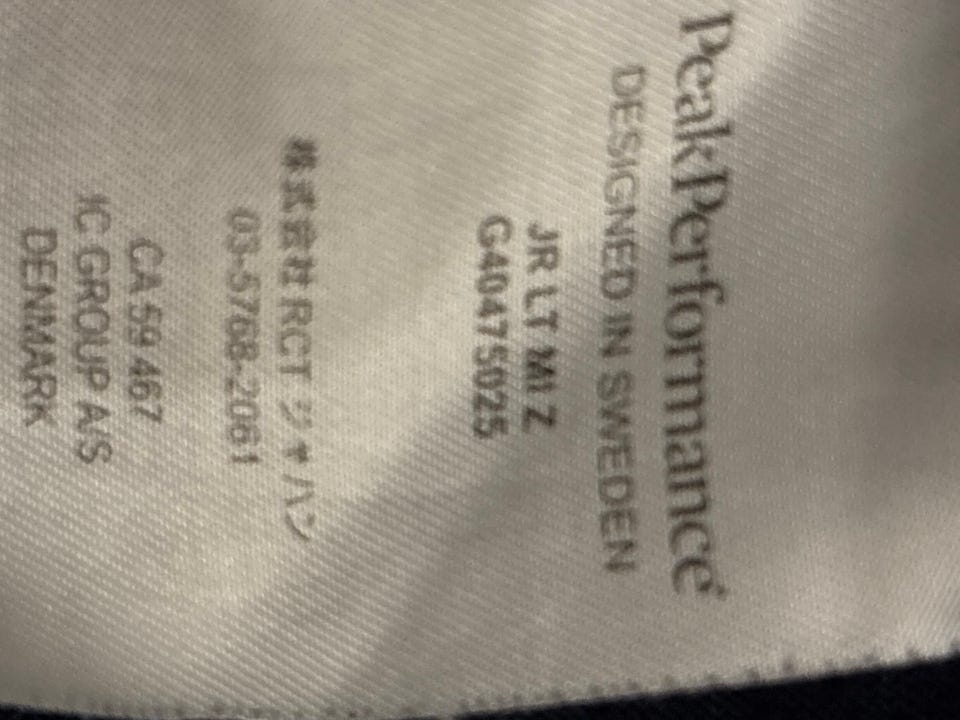 PeakPerformance®
DESIGNED IN SWEDEN
JR LT MI Z
G40475025
株式会社 RCT ジャパン
03-5768-2061
CA 59 467
IC GROUP A/S
DENMARK